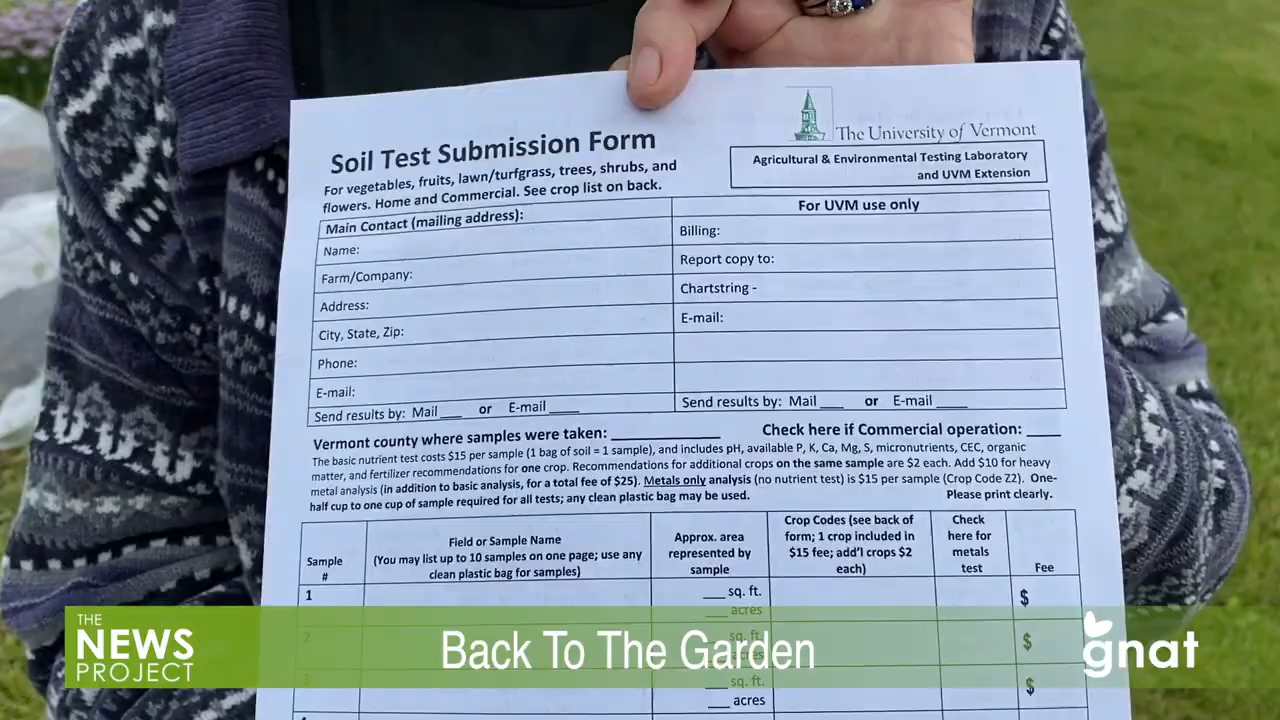 Soil Test Submission Form
For vegetables, fruits, lawn/turfgrass, trees, shrubs, and
flowers. Home and Commercial. See crop list on back.
The University of Vermont
Agricultural & Environmental Testing Laboratory
and UVM Extension
Main Contact (mailing address):
Name:
Farm/Company:
Address:
City, State, Zip:
Phone:
E-mail:
Send results by: Mail ___ or E-mail ____
For UVM use only
Billing:
Report copy to:
Chartstring -
E-mail:
Send results by: Mail ___ or E-mail ____
Vermont county where samples were taken: ____________ Check here if Commercial operation: ____
The basic nutrient test costs $15 per sample (1 bag of soil = 1 sample), and includes pH, available P, K, Ca, Mg, S, micronutrients, CEC, organic
matter, and fertilizer recommendations for one crop. Recommendations for additional crops on the same sample are $2 each. Add $10 for heavy
metal analysis (in addition to basic analysis, for a total fee of $25). Metals only analysis (no nutrient test) is $15 per sample (Crop Code Z2). One-
half cup to one cup of sample required for all tests; any clean plastic bag may be used. Please print clearly.
Sample
#
Field or Sample Name
(You may list up to 10 samples on one page; use any
clean plastic bag for samples)
Approx. area
represented by
sample
Crop Codes (see back of
form; 1 crop included in
$15 fee; add'l crops $2
each)
Check
here for
metals
test
Fee
1 ___ sq. ft. $
___ acres
2 ___ sq. ft. $
___ acres
3 ___ sq. ft. $
___ acres
THE
NEWS
PROJECT
Back To The Garden
gnat